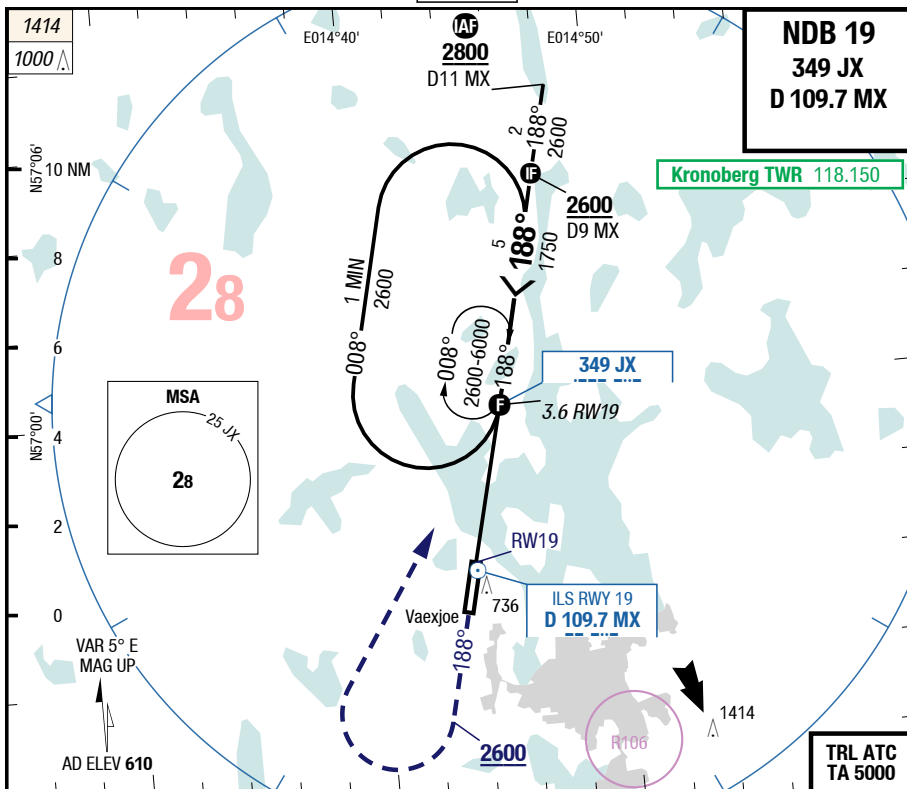 1414
1000
E014°40'
IAF
2800
D11 MX
E014°50'
NDB 19
349 JX
D 109.7 MX
2
188°
2600
N57°06'
10 NM
IF
Kronoberg TWR 118.150
2600
D9 MX
5
188°
1750
8
28
1 MIN
2600
008°
008°
2600-6000
188°
6
349 JX
F
3.6 RW19
MSA
25 JX
28
N57°00'
4
2
RW19
ILS RWY 19
D 109.7 MX
736
Vaexjoe
0
188°
VAR 5° E
MAG UP
1414
R106
2600
AD ELEV 610
TRL ATC
TA 5000